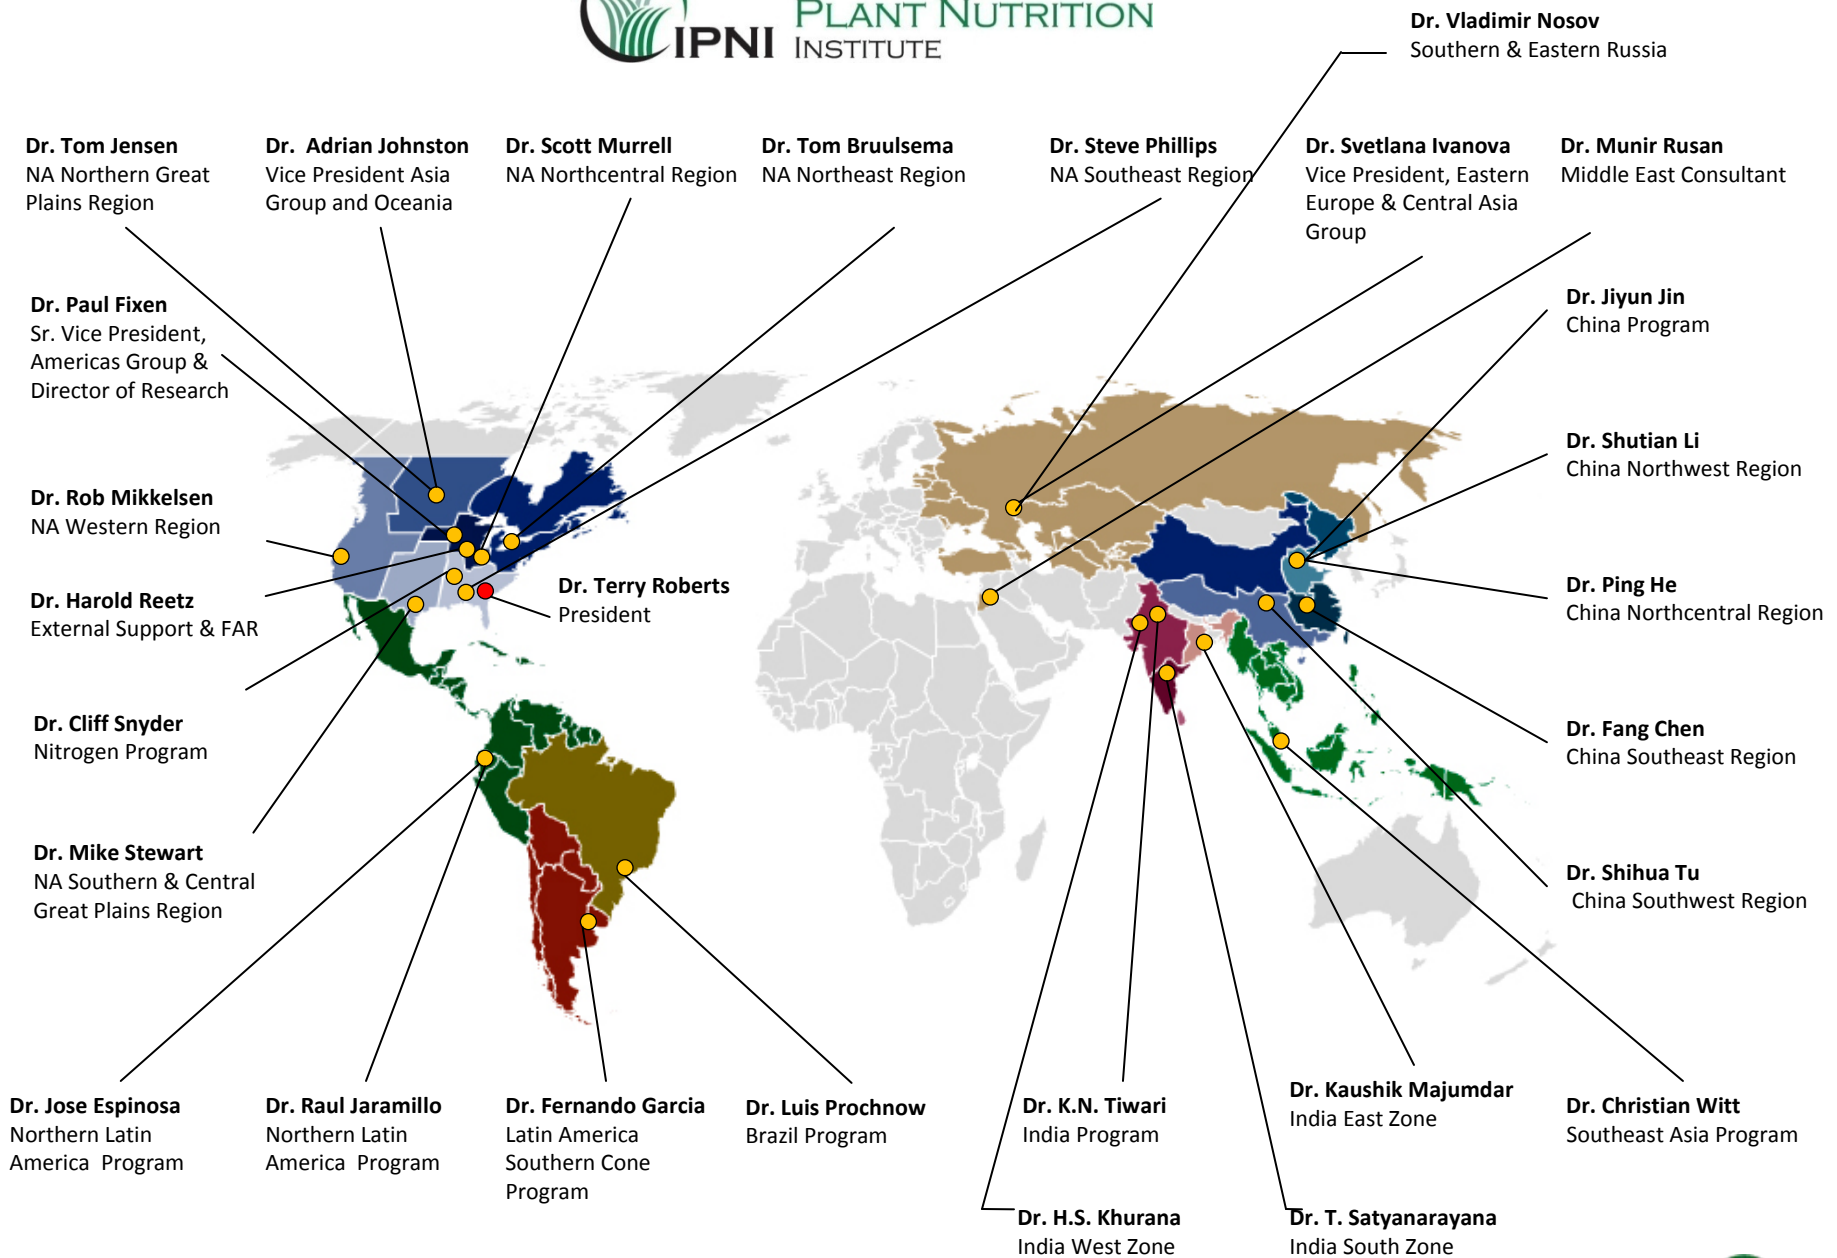 PLANT NUTRITION
IPNI INSTITUTE
Dr. Vladimir Nosov
Southern & Eastern Russia
Dr. Tom Jensen
NA Northern Great
Plains Region
Dr.  Adrian Johnston
Vice President Asia
Group and Oceania
Dr. Scott Murrell
NA Northcentral Region
Dr. Tom Bruulsema
NA Northeast Region
Dr. Steve Phillips
NA Southeast Region
Dr. Svetlana Ivanova
Vice President, Eastern
Europe & Central Asia
Group
Dr. Munir Rusan
Middle East Consultant
Dr. Paul Fixen
Sr. Vice President,
Americas Group &
Director of Research
Dr. Jiyun Jin
China Program
Dr. Shutian Li
China Northwest Region
Dr. Rob Mikkelsen
NA Western Region
Dr. Harold Reetz
External Support & FAR
Dr. Terry Roberts
President
Dr. Ping He
China Northcentral Region
Dr. Cliff Snyder
Nitrogen Program
Dr. Fang Chen
China Southeast Region
Dr. Mike Stewart
NA Southern & Central
Great Plains Region
Dr. Shihua Tu
China Southwest Region
Dr. Jose Espinosa
Northern Latin
America  Program
Dr. Raul Jaramillo
Northern Latin
America  Program
Dr. Fernando Garcia
Latin America
Southern Cone
Program
Dr. Luis Prochnow
Brazil Program
Dr. K.N. Tiwari
India Program
Dr. Kaushik Majumdar
India East Zone
Dr. Christian Witt
Southeast Asia Program
Dr. H.S. Khurana
India West Zone
Dr. T. Satyanarayana
India South Zone